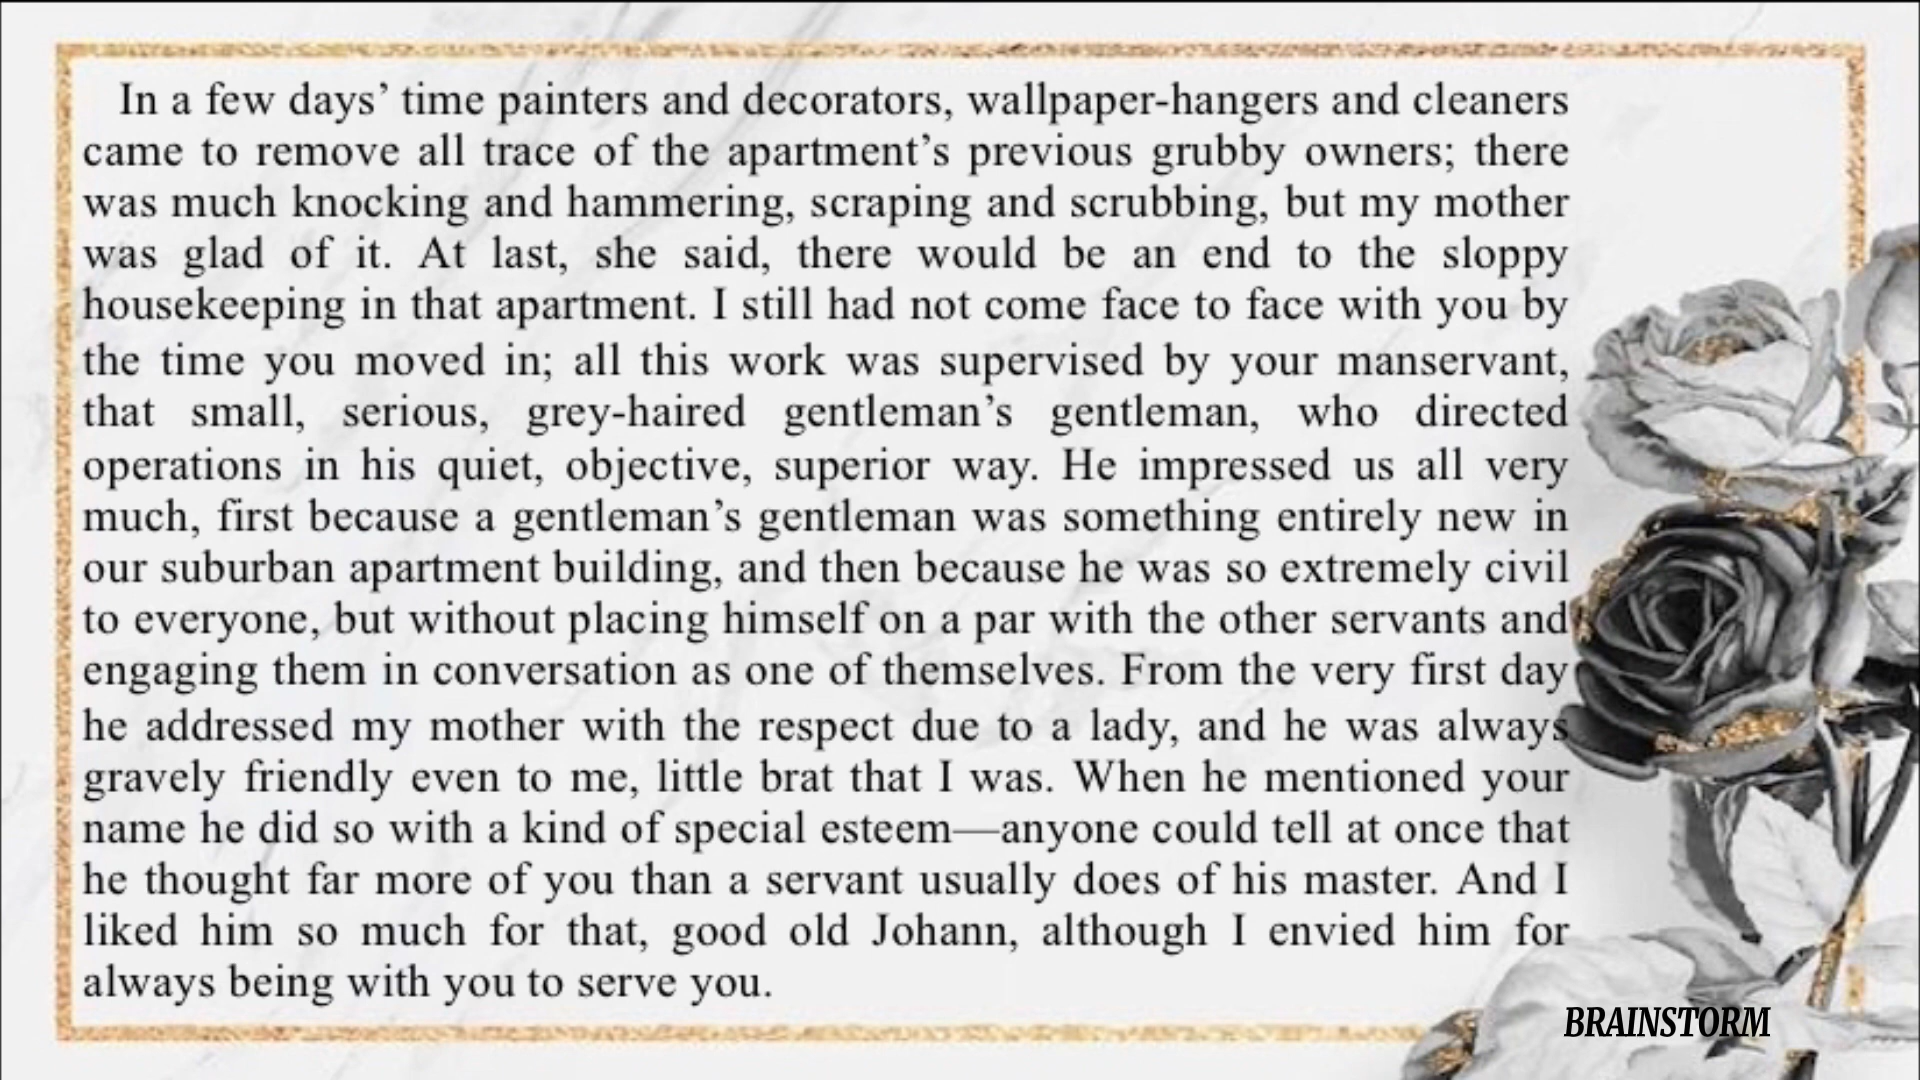 In a few days’ time painters and decorators, wallpaper-hangers and cleaners
came to remove all trace of the apartment’s previous grubby owners; there
was much knocking and hammering, scraping and scrubbing, but my mother
was glad of it. At last, she said, there would be an end to the sloppy
housekeeping in that apartment. I still had not come face to face with you by
the time you moved in; all this work was supervised by your manservant,
that small, serious, grey-haired gentleman’s gentleman, who directed
operations in his quiet, objective, superior way. He impressed us all very
much, first because a gentleman’s gentleman was something entirely new in
our suburban apartment building, and then because he was so extremely civil
to everyone, but without placing himself on a par with the other servants and
engaging them in conversation as one of themselves. From the very first day
he addressed my mother with the respect due to a lady, and he was always
gravely friendly even to me, little brat that I was. When he mentioned your
name he did so with a kind of special esteem—anyone could tell at once that
he thought far more of you than a servant usually does of his master. And I
liked him so much for that, good old Johann, although I envied him for
always being with you to serve you.
BRAINSTORM